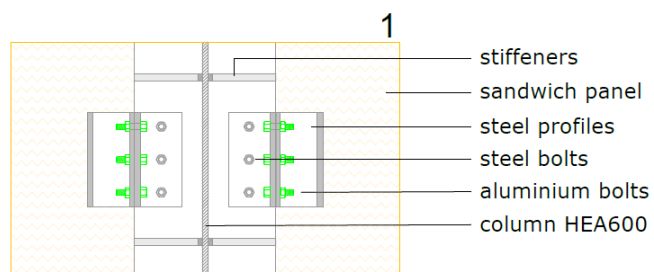 1
stiffeners
sandwich panel
steel profiles
steel bolts
aluminium bolts
column HEA600